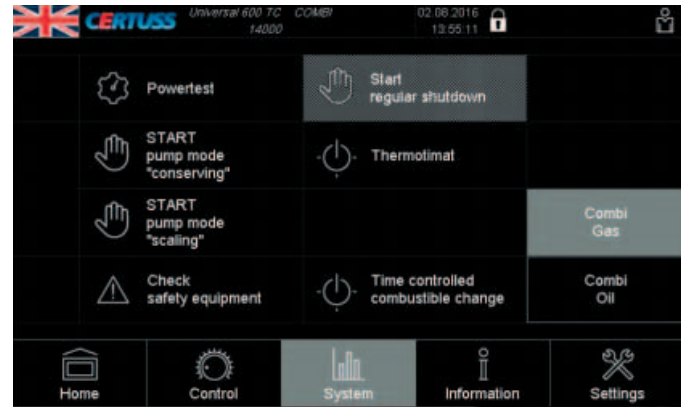 CERTUSS
Universal 600 TC COMBI
14000
02.08.2016
13:55:11
Powertest
Start
regular shutdown
START
pump mode
"conserving"
Thermotimat
START
pump mode
"scaling"
Combi
Gas
Check
safety equipment
Time controlled
combustible change
Combi
Oil
Home
Control
System
Information
Settings